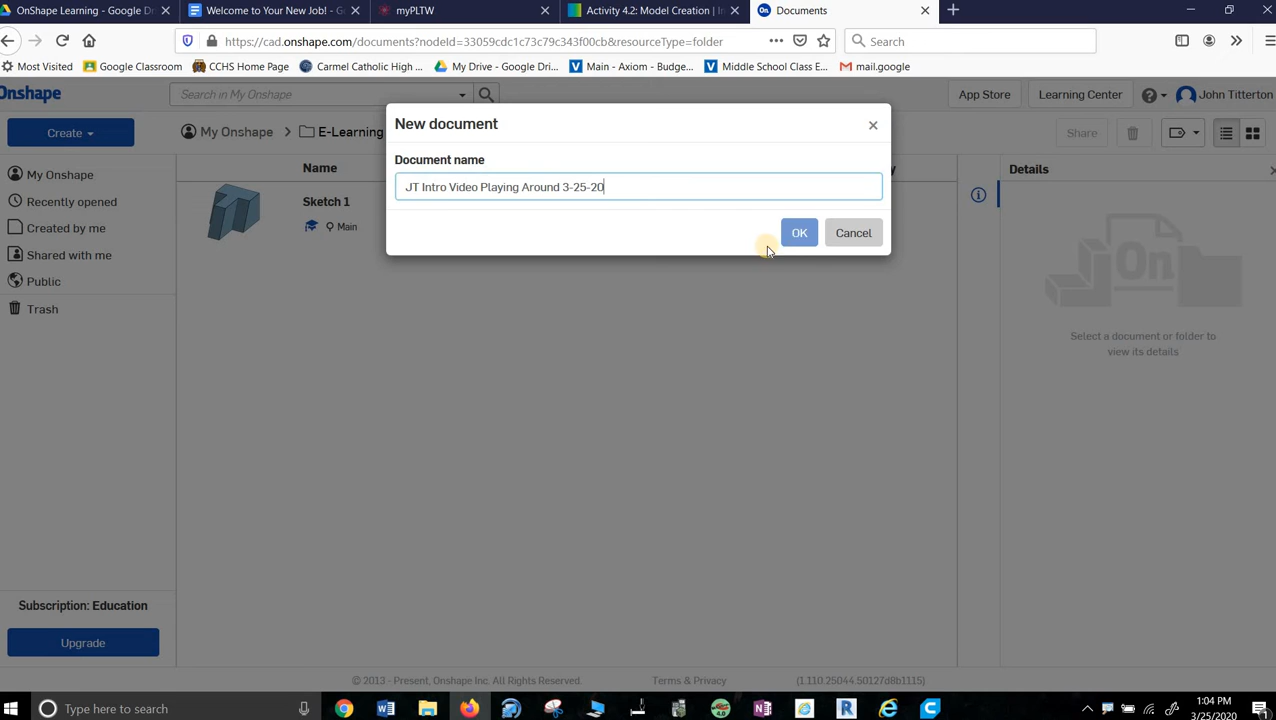 OnShape Learning - Google Dri
Welcome to Your New Job! - Go
myPLTW
Activity 4.2: Model Creation | In
Documents
https://cad.onshape.com/documents?nodeId=33059cdc1c73c79c343f00cb&resourceType=folder
Search
Most Visited
Google Classroom
CCHS Home Page
Carmel Catholic High ...
My Drive - Google Dri...
Main - Axiom - Budge...
Middle School Class E...
mail.google
Onshape
Search in My Onshape
App Store
Learning Center
John Titterton
Create
My Onshape
E-Learning
Share
New document
Document name
JT Intro Video Playing Around 3-25-20
OK
Cancel
My Onshape
Recently opened
Created by me
Shared with me
Public
Trash
Name
Sketch 1
Main
Details
Select a document or folder to
view its details
Subscription: Education
Upgrade
© 2013 - Present, Onshape Inc. All Rights Reserved.
Terms & Privacy
(1.110.25044.50127d8b1115)
Type here to search
1:04 PM
3/25/2020